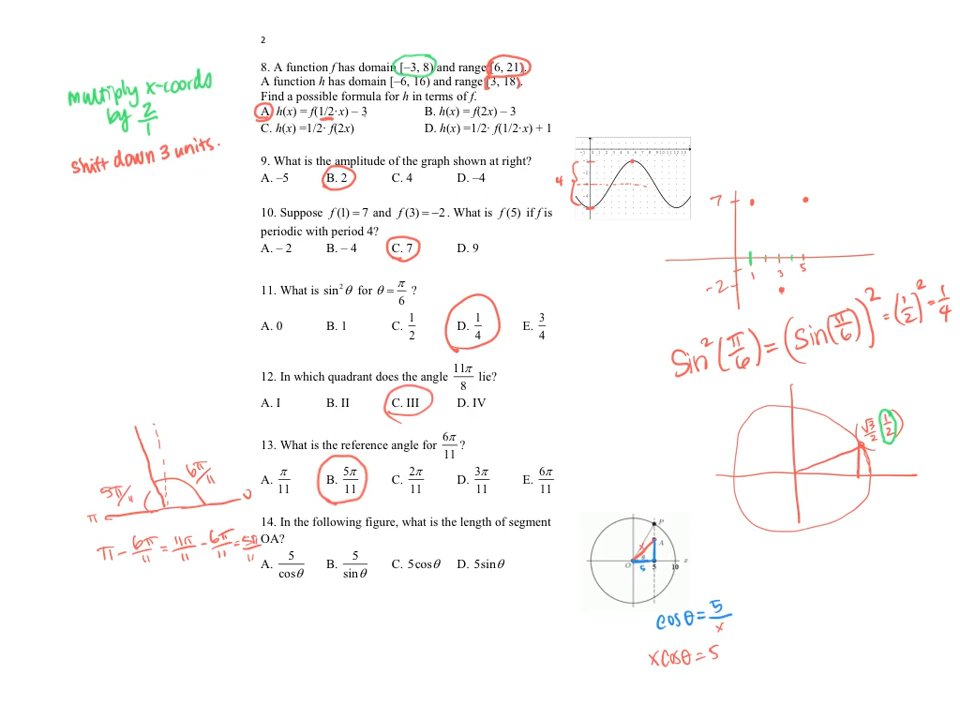 2
8. A function f has domain [−3, 8) and range [6, 21).
A function h has domain [−6, 16) and range [3, 18).
Find a possible formula for h in terms of f.
A. h(x) = f(1/2·x) − 3 B. h(x) = f(2x) − 3
C. h(x) =1/2· f(2x) D. h(x) =1/2· f(1/2·x) + 1
multiply x-coords
by 2/1
shift down 3 units.
9. What is the amplitude of the graph shown at right?
A. −5 B. 2 C. 4 D. −4
4
10. Suppose f(1) = 7 and f(3) = −2. What is f(5) if f is
periodic with period 4?
A. − 2 B. − 4 C. 7 D. 9
7
1 3 5
-2
11. What is sin²θ for θ = π/6 ?
A. 0 B. 1 C. 1/2 D. 1/4 E. 3/4
Sin²(π/6) = (Sin(π/6))² = (1/2)² = 1/4
12. In which quadrant does the angle 11π/8 lie?
A. I B. II C. III D. IV
(√3/2, 1/2)
13. What is the reference angle for 6π/11?
A. π/11 B. 5π/11 C. 2π/11 D. 3π/11 E. 6π/11
5π/11 6π/11
π 0
π - 6π/11 = 11π/11 - 6π/11 = 5π/11
14. In the following figure, what is the length of segment
OA?
A. 5/cosθ B. 5/sinθ C. 5cosθ D. 5sinθ
P
x A
O θ 5 10 x
5
cosθ = 5/x
xcosθ = 5